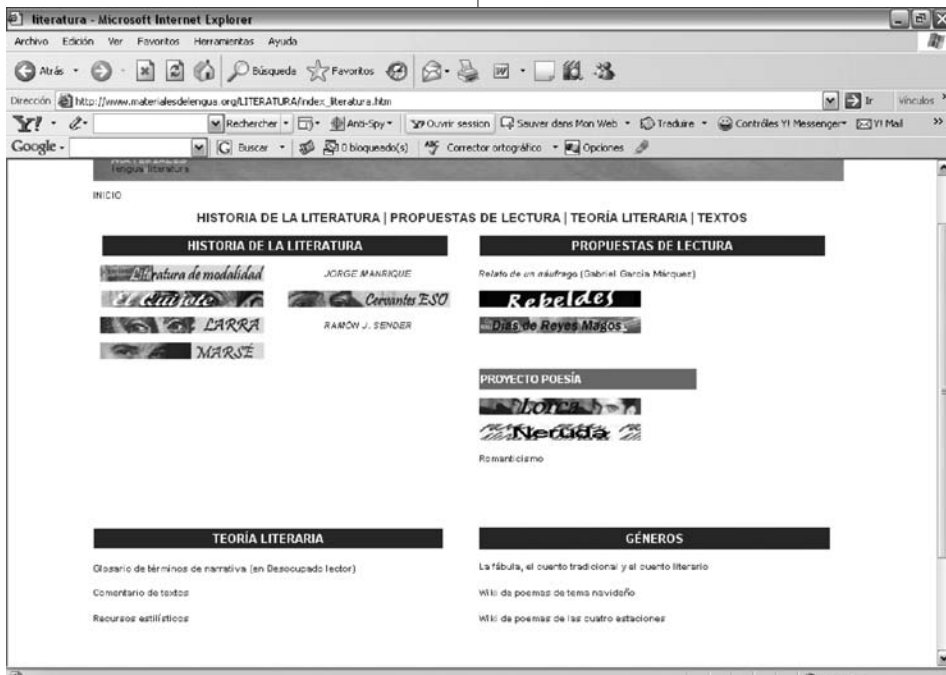 literatura - Microsoft Internet Explorer
Archivo Edición Ver Favoritos Herramientas Ayuda
Atrás Búsqueda Favoritos
Dirección http://www.materialesdelengua.org/LITERATURA/index_literatura.htm Ir Vínculos
Y! Rechercher Anti-Spy Ouvrir session Sauver dans Mon Web Traduire Contrôles Y! Messenger Y! Mail
Google Buscar 0 bloqueado(s) Corrector ortográfico Opciones
MATERIALES
lengua literatura
INICIO
HISTORIA DE LA LITERATURA | PROPUESTAS DE LECTURA | TEORÍA LITERARIA | TEXTOS
HISTORIA DE LA LITERATURA
Literatura de modalidad JORGE MANRIQUE
El Quijote Cervantes ESO
LARRA RAMÓN J. SENDER
MARSÉ
PROPUESTAS DE LECTURA
Relato de un náufrago (Gabriel García Márquez)
Rebeldes
Días de Reyes Magos
PROYECTO POESÍA
Lorca
Neruda
Romanticismo
TEORÍA LITERARIA
Glosario de términos de narrativa (en Desocupado lector)
Comentario de textos
Recursos estilísticos
GÉNEROS
La fábula, el cuento tradicional y el cuento literario
Wiki de poemas de tema navideño
Wiki de poemas de las cuatro estaciones